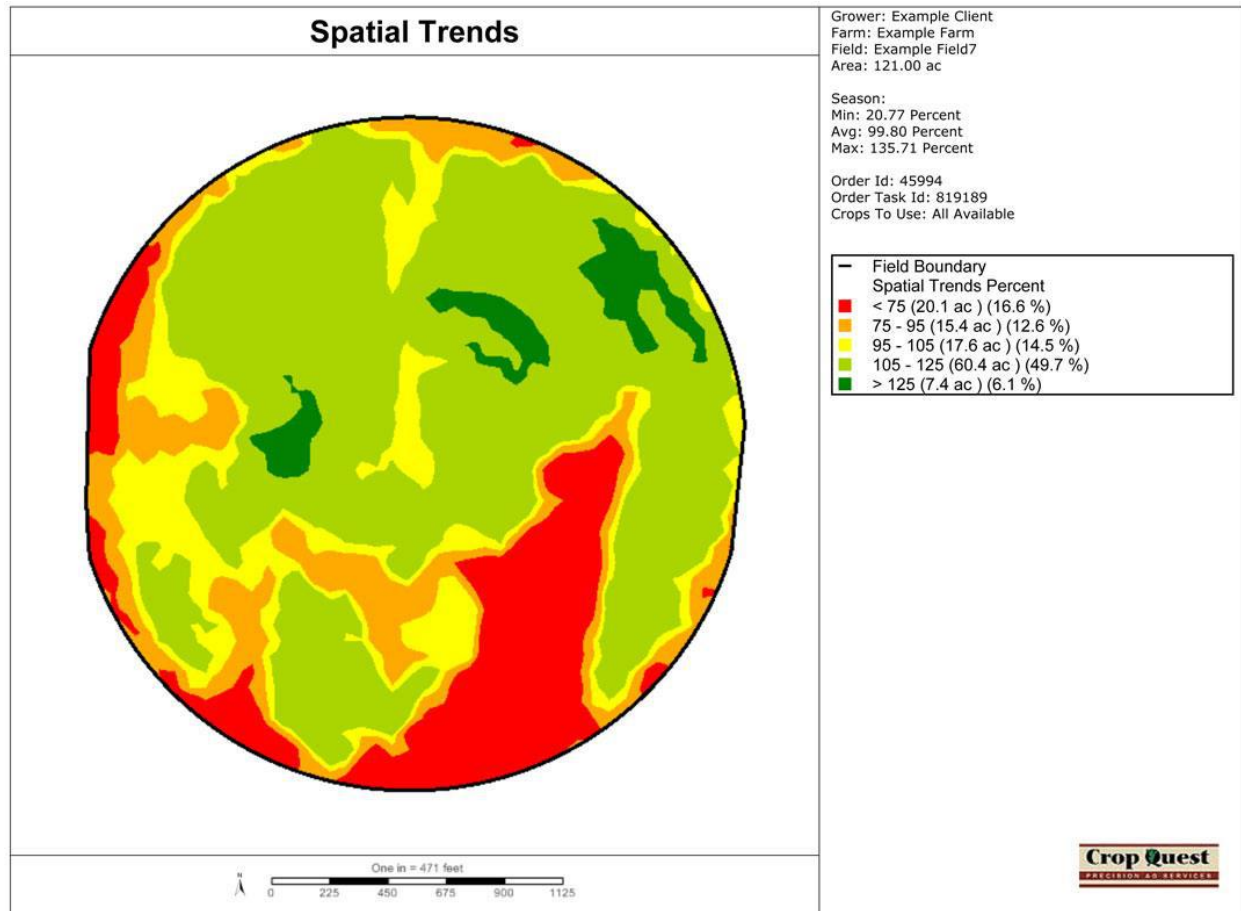 Spatial Trends
Grower: Example Client
Farm: Example Farm
Field: Example Field7
Area: 121.00 ac
Season:
Min: 20.77 Percent
Avg: 99.80 Percent
Max: 135.71 Percent
Order Id: 45994
Order Task Id: 819189
Crops To Use: All Available
Field Boundary
Spatial Trends Percent
< 75 (20.1 ac ) (16.6 %)
75 - 95 (15.4 ac ) (12.6 %)
95 - 105 (17.6 ac ) (14.5 %)
105 - 125 (60.4 ac ) (49.7 %)
> 125 (7.4 ac ) (6.1 %)
N
One in = 471 feet
0 225 450 675 900 1125
Crop Quest
PRECISION AG SERVICES